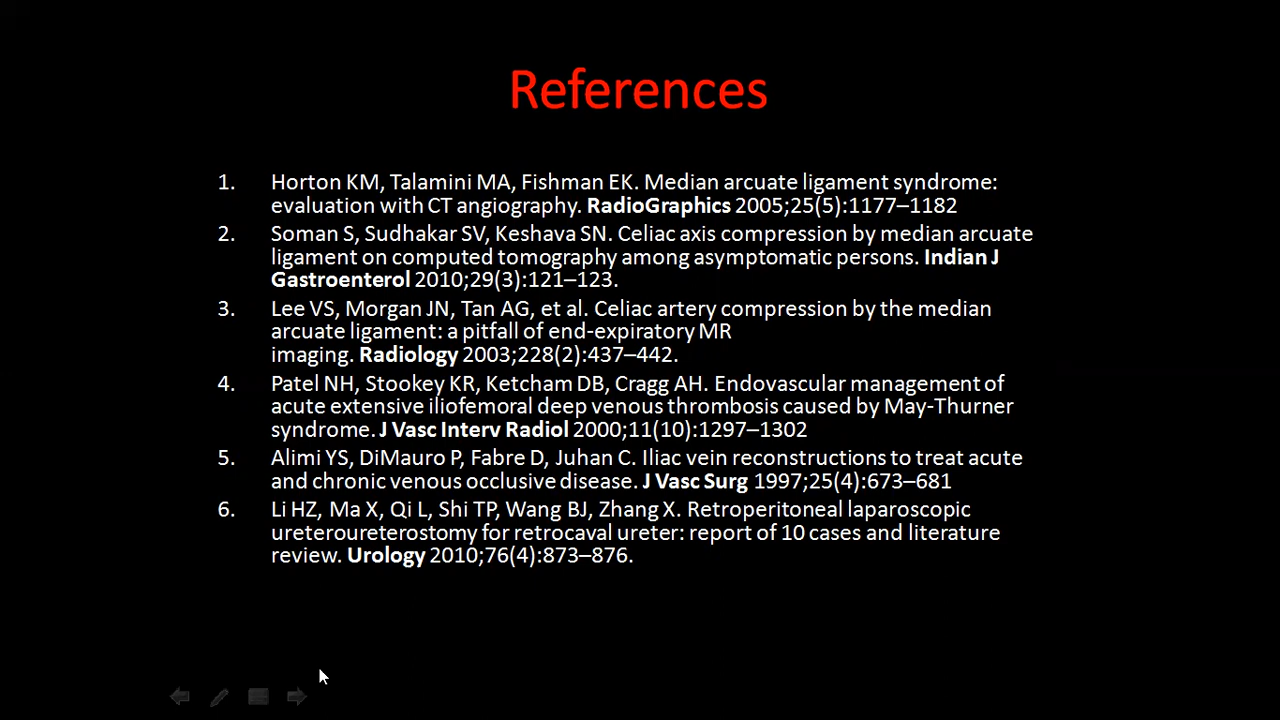 References
1. Horton KM, Talamini MA, Fishman EK. Median arcuate ligament syndrome:
evaluation with CT angiography. RadioGraphics 2005;25(5):1177–1182
2. Soman S, Sudhakar SV, Keshava SN. Celiac axis compression by median arcuate
ligament on computed tomography among asymptomatic persons. Indian J
Gastroenterol 2010;29(3):121–123.
3. Lee VS, Morgan JN, Tan AG, et al. Celiac artery compression by the median
arcuate ligament: a pitfall of end-expiratory MR
imaging. Radiology 2003;228(2):437–442.
4. Patel NH, Stookey KR, Ketcham DB, Cragg AH. Endovascular management of
acute extensive iliofemoral deep venous thrombosis caused by May-Thurner
syndrome. J Vasc Interv Radiol 2000;11(10):1297–1302
5. Alimi YS, DiMauro P, Fabre D, Juhan C. Iliac vein reconstructions to treat acute
and chronic venous occlusive disease. J Vasc Surg 1997;25(4):673–681
6. Li HZ, Ma X, Qi L, Shi TP, Wang BJ, Zhang X. Retroperitoneal laparoscopic
ureteroureterostomy for retrocaval ureter: report of 10 cases and literature
review. Urology 2010;76(4):873–876.